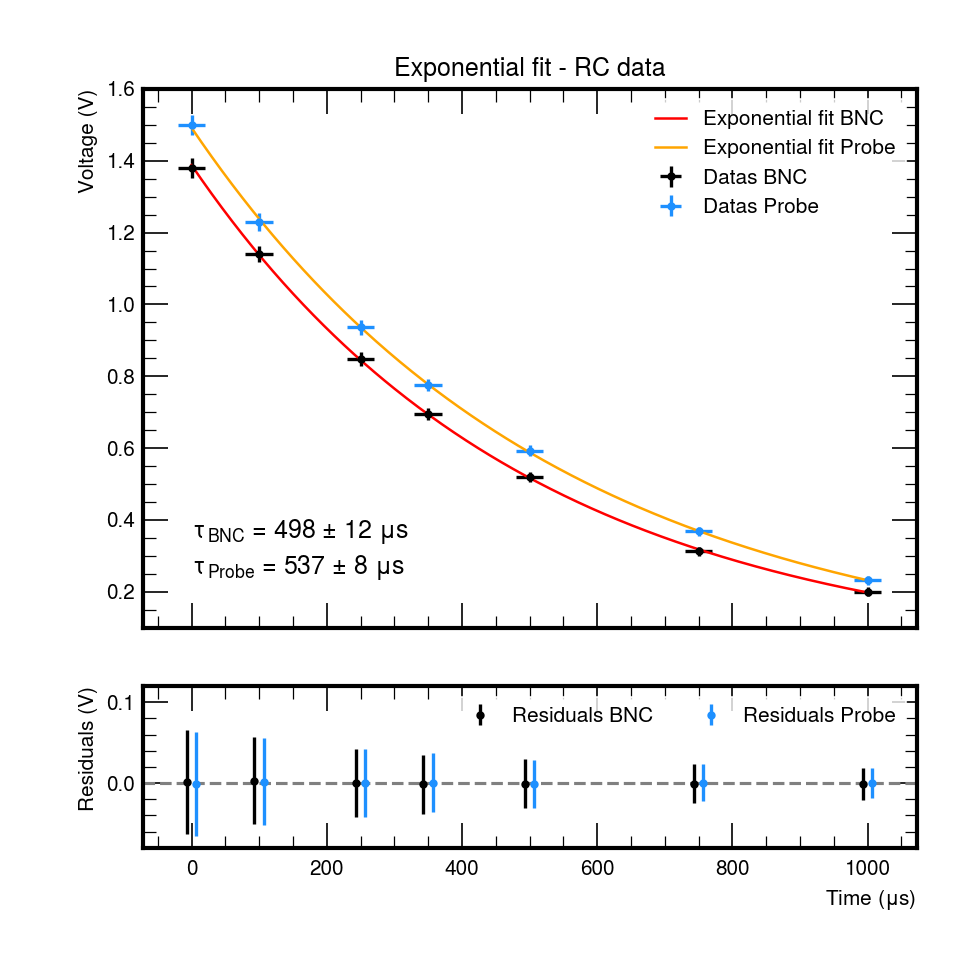 Exponential fit - RC data
Voltage (V)
1.6
1.4
1.2
1.0
0.8
0.6
0.4
0.2
Exponential fit BNC
Exponential fit Probe
Datas BNC
Datas Probe
τ BNC = 498 ± 12 µs
τ Probe = 537 ± 8 µs
Residuals (V)
0.1
0.0
Residuals BNC Residuals Probe
0 200 400 600 800 1000
Time (µs)